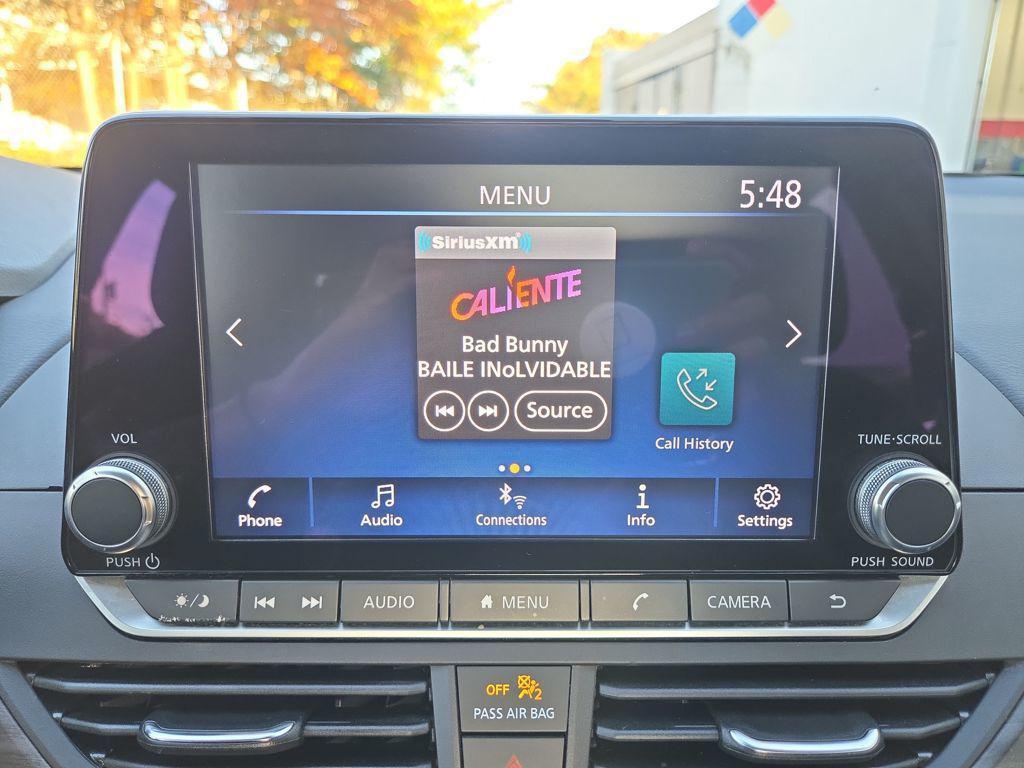 MENU
5:48
SiriusXM
CALIENTE
Bad Bunny
BAILE INoLVIDABLE
Source
Call History
Phone
Audio
Connections
Info
Settings
VOL
PUSH
TUNE·SCROLL
PUSH SOUND
AUDIO
MENU
CAMERA
OFF 2
PASS AIR BAG